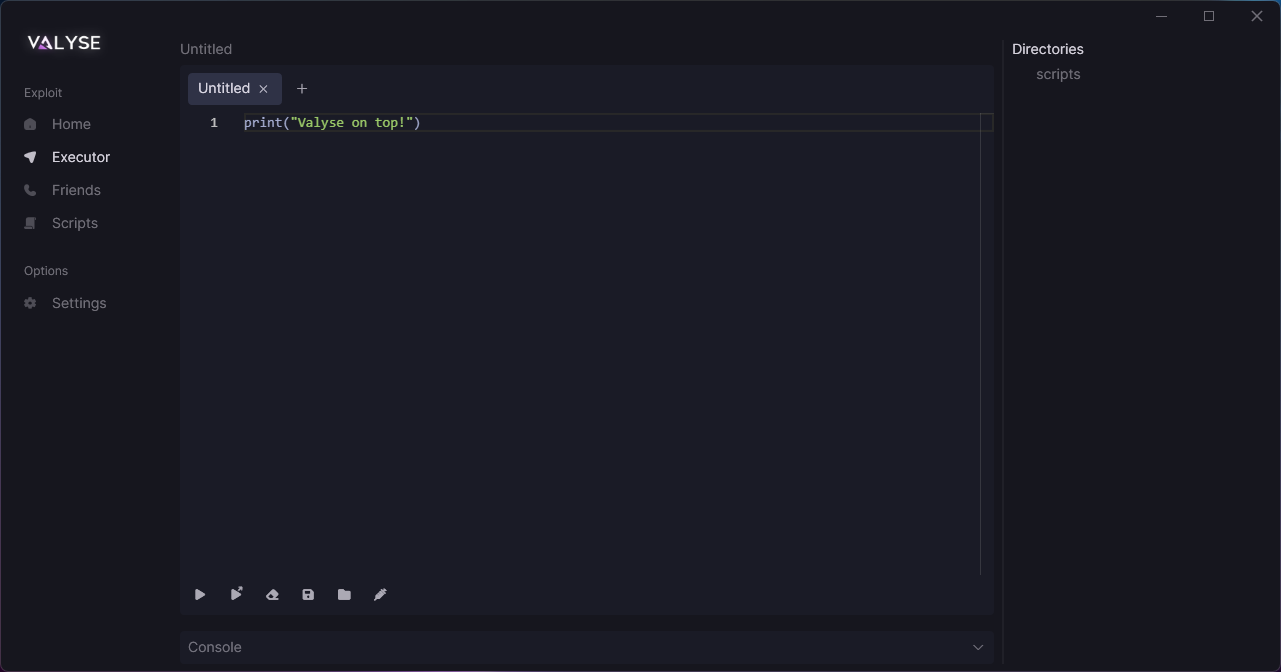 VALYSE
Exploit
Home
Executor
Friends
Scripts
Options
Settings
Untitled
Untitled
1 print("Valyse on top!")
Console
Directories
scripts